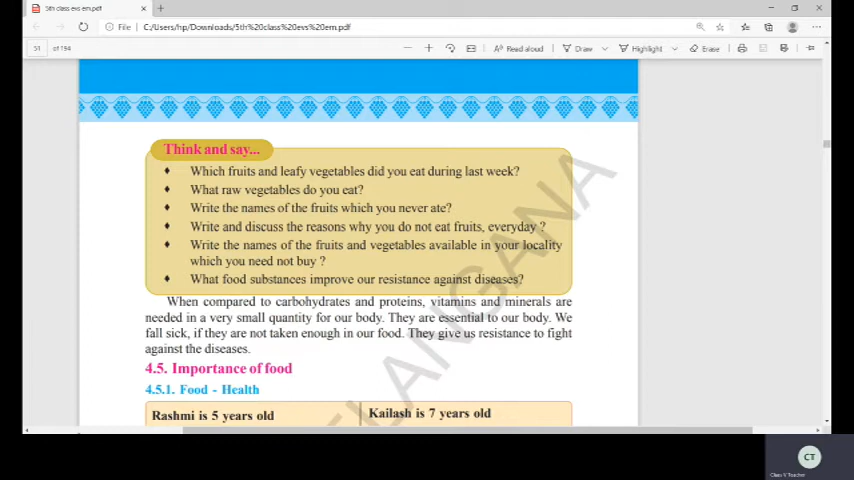 5th class evs em.pdf
File C:/Users/hp/Downloads/5th%20class%20evs%20em.pdf
51 of 194 Read aloud Draw Highlight Erase
Think and say...
♦ Which fruits and leafy vegetables did you eat during last week?
♦ What raw vegetables do you eat?
♦ Write the names of the fruits which you never ate?
♦ Write and discuss the reasons why you do not eat fruits, everyday ?
♦ Write the names of the fruits and vegetables available in your locality
which you need not buy ?
♦ What food substances improve our resistance against diseases?
When compared to carbohydrates and proteins, vitamins and minerals are
needed in a very small quantity for our body. They are essential to our body. We
fall sick, if they are not taken enough in our food. They give us resistance to fight
against the diseases.
4.5. Importance of food
4.5.1. Food - Health
Rashmi is 5 years old
Kailash is 7 years old
ELANGANA
CT
Class V Teacher